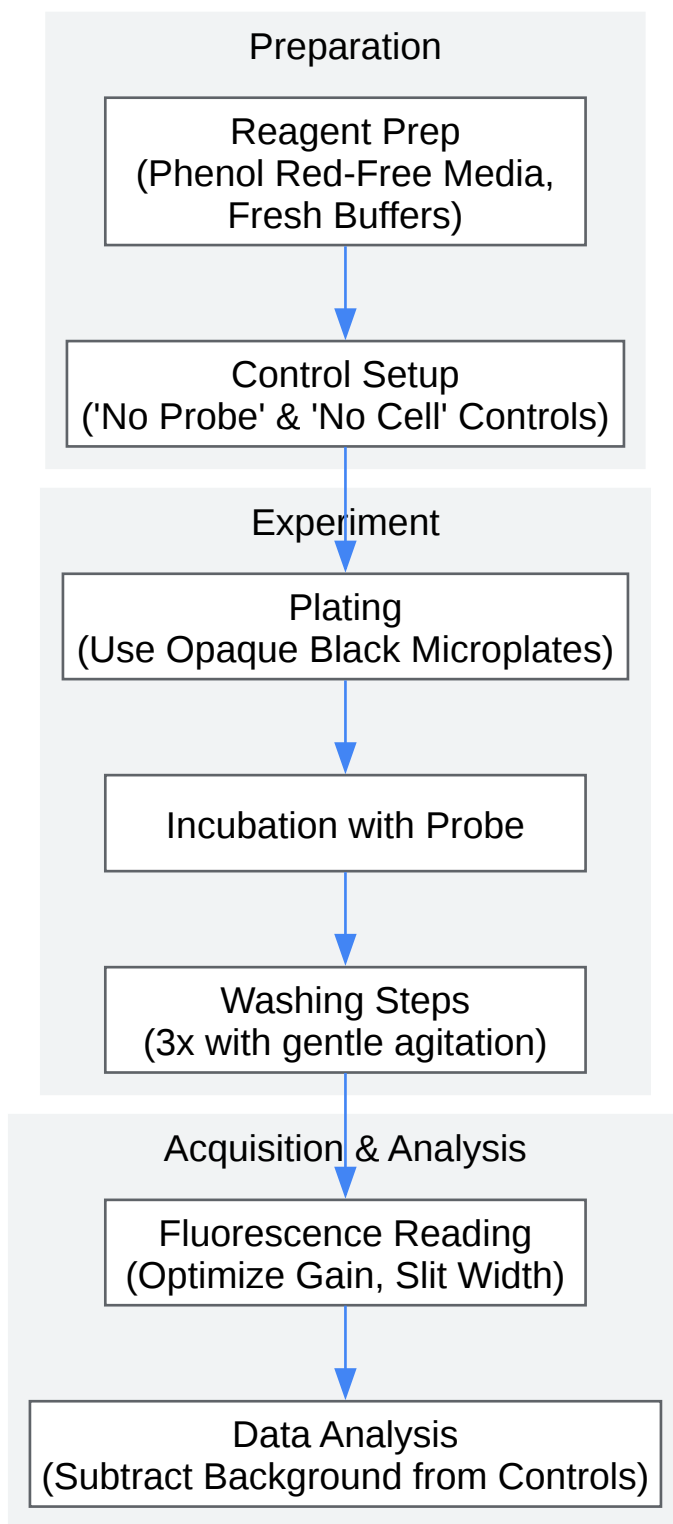 Preparation
Reagent Prep
(Phenol Red-Free Media,
Fresh Buffers)
Control Setup
('No Probe' & 'No Cell' Controls)
Experiment
Plating
(Use Opaque Black Microplates)
Incubation with Probe
Washing Steps
(3x with gentle agitation)
Acquisition & Analysis
Fluorescence Reading
(Optimize Gain, Slit Width)
Data Analysis
(Subtract Background from Controls)